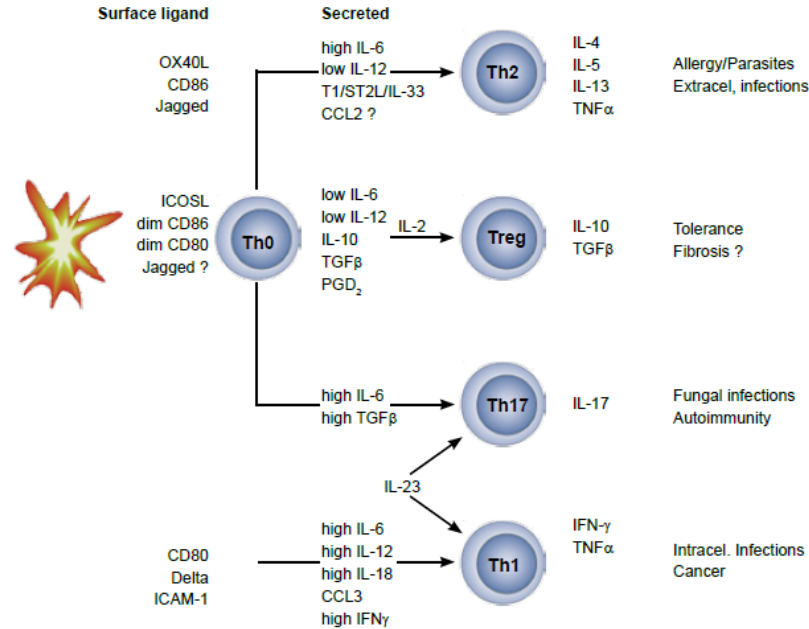 Surface ligand
Secreted
OX40L
CD86
Jagged
high IL-6
low IL-12
T1/ST2L/IL-33
CCL2 ?
Th2
IL-4
IL-5
IL-13
TNFα
Allergy/Parasites
Extracel, infections
ICOSL
dim CD86
dim CD80
Jagged ?
Th0
low IL-6
low IL-12
IL-10
TGFβ
PGD₂
IL-2
Treg
IL-10
TGFβ
Tolerance
Fibrosis ?
high IL-6
high TGFβ
Th17
IL-17
Fungal infections
Autoimmunity
IL-23
CD80
Delta
ICAM-1
high IL-6
high IL-12
high IL-18
CCL3
high IFNγ
Th1
IFN-γ
TNFα
Intracel. Infections
Cancer